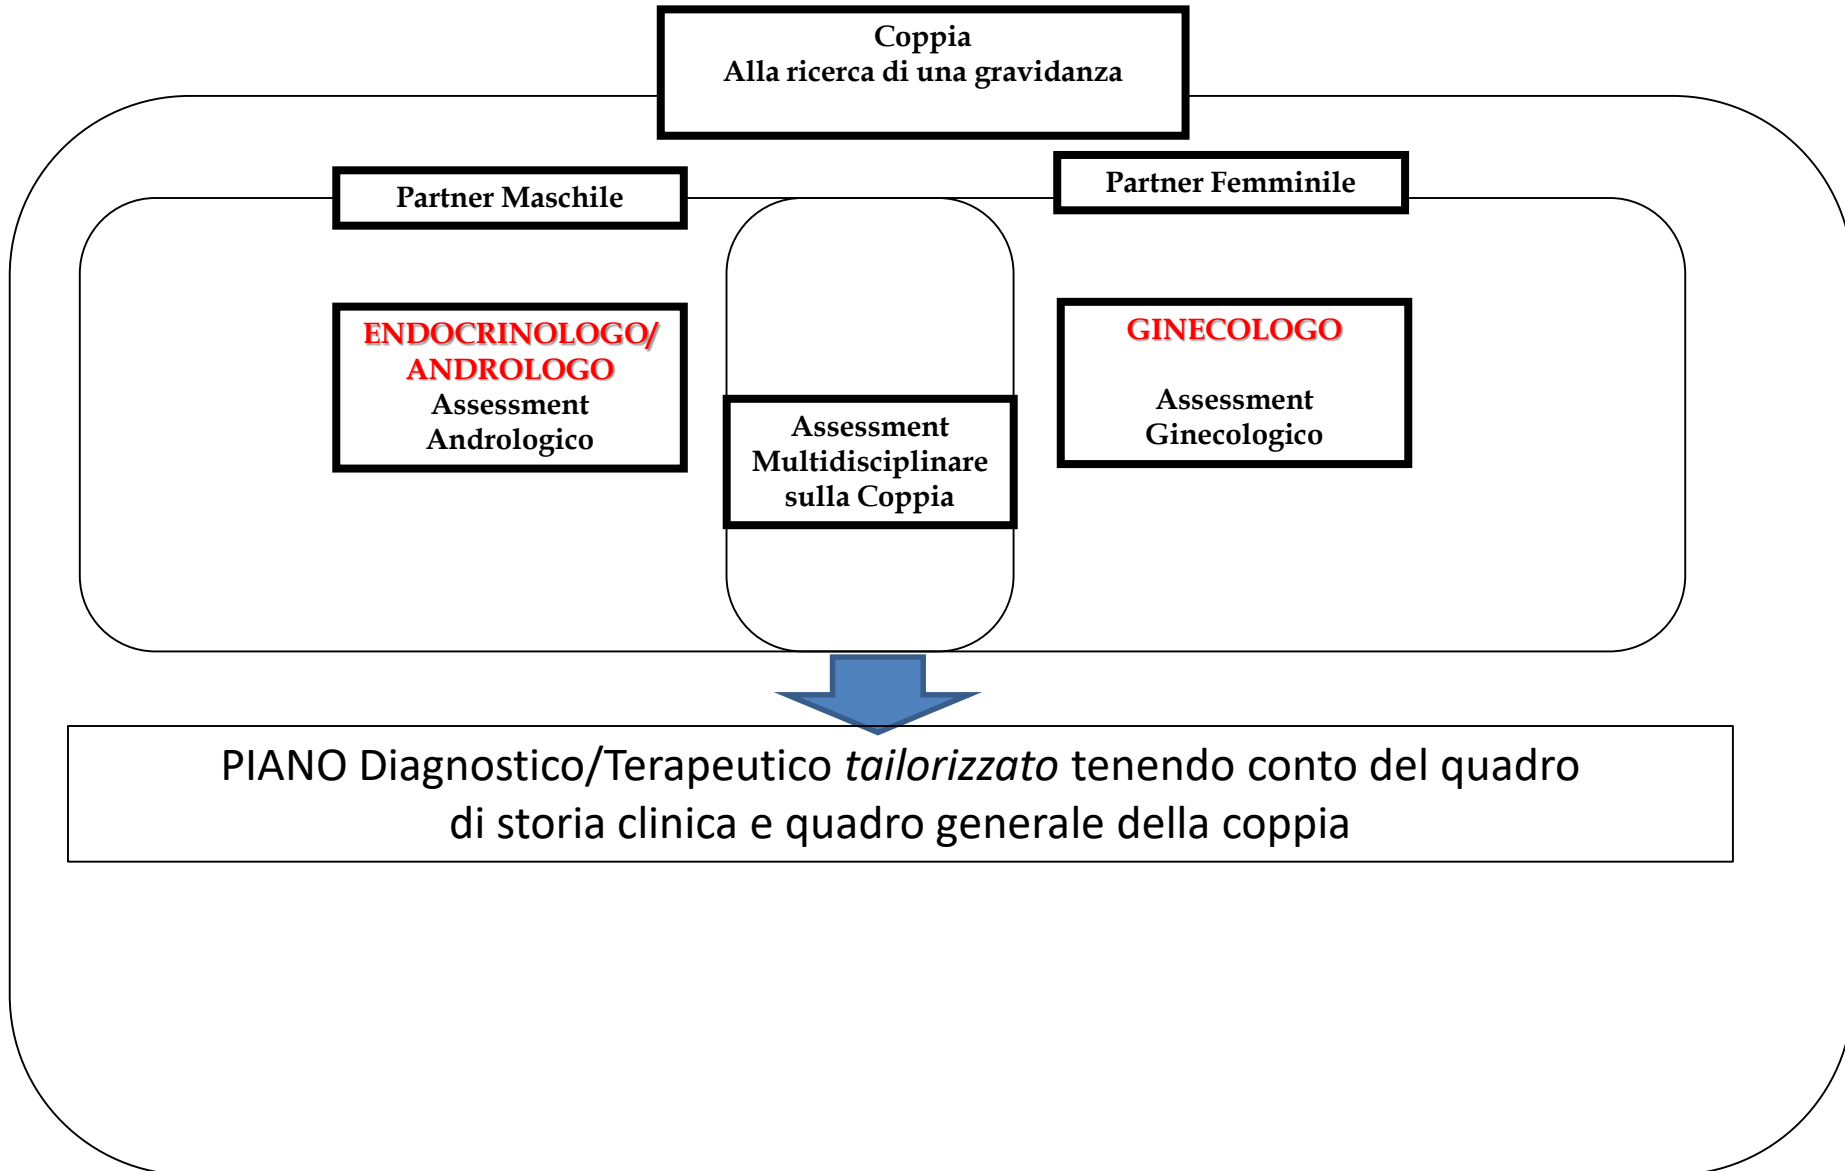 Coppia
Alla ricerca di una gravidanza
Partner Maschile
Partner Femminile
ENDOCRINOLOGO/
ANDROLOGO
Assessment
Andrologico
Assessment
Multidisciplinare
sulla Coppia
GINECOLOGO
Assessment
Ginecologico
PIANO Diagnostico/Terapeutico tailorizzato tenendo conto del quadro
di storia clinica e quadro generale della coppia